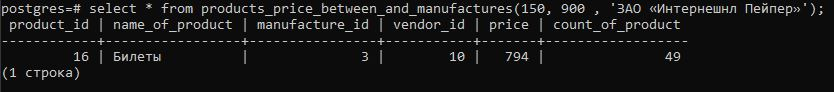 postgres=# select * from products_price_between_and_manufactures(150, 900 , 'ЗАО «Интернешнл Пейпер»');
 product_id | name_of_product | manufacture_id | vendor_id | price | count_of_product
------------+-----------------+----------------+-----------+-------+------------------
         16 | Билеты          |              3 |        10 |   794 |               49
(1 строка)